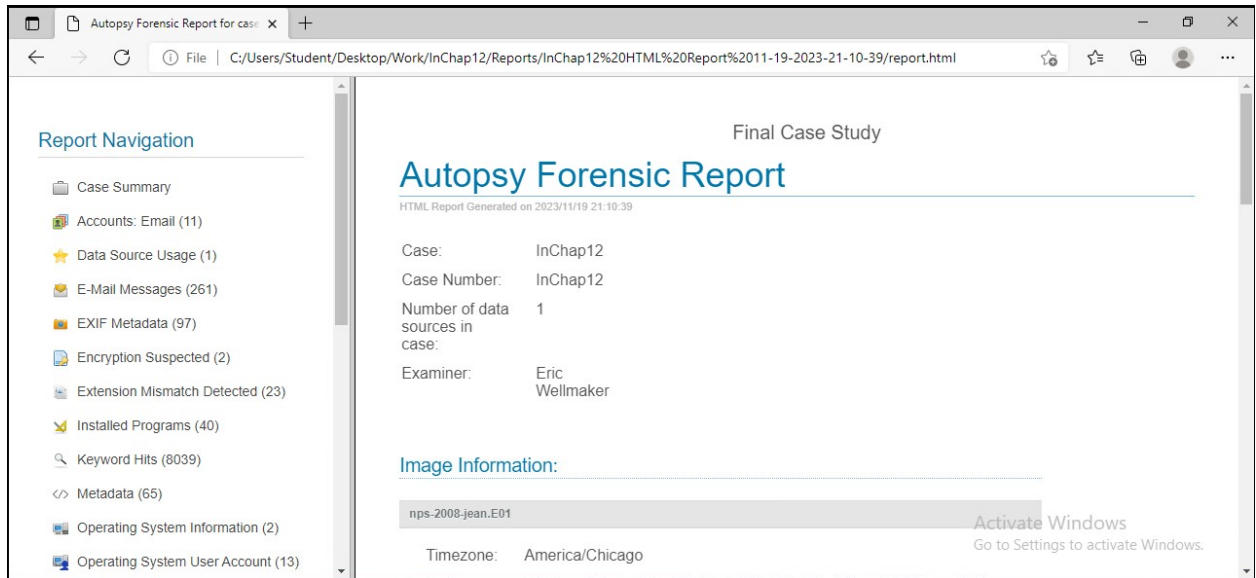 Autopsy Forensic Report for case
File | C:/Users/Student/Desktop/Work/InChap12/Reports/InChap12%20HTML%20Report%2011-19-2023-21-10-39/report.html
Report Navigation
Case Summary
Accounts: Email (11)
Data Source Usage (1)
E-Mail Messages (261)
EXIF Metadata (97)
Encryption Suspected (2)
Extension Mismatch Detected (23)
Installed Programs (40)
Keyword Hits (8039)
Metadata (65)
Operating System Information (2)
Operating System User Account (13)
Final Case Study
Autopsy Forensic Report
HTML Report Generated on 2023/11/19 21:10:39
Case: InChap12
Case Number: InChap12
Number of data 1
sources in
case:
Examiner: Eric
Wellmaker
Image Information:
nps-2008-jean.E01
Timezone: America/Chicago
Activate Windows
Go to Settings to activate Windows.